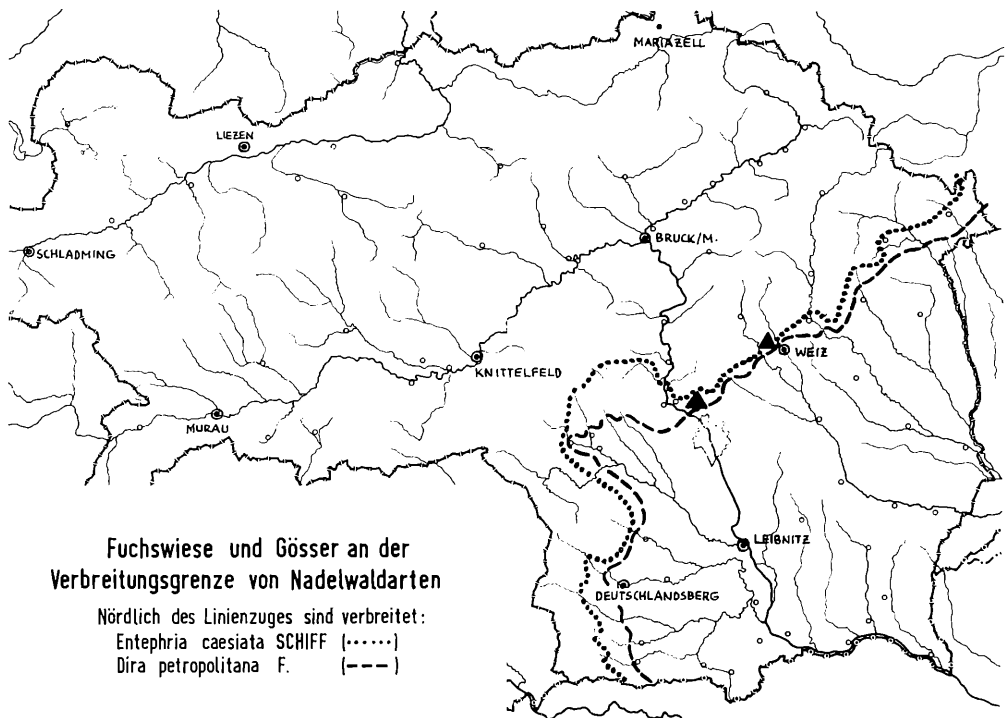 MARIAZELL
LIEZEN
BRUCK/M.
SCHLADMING
WEIZ
KNITTELFELD
MURAU
LEIBNITZ
DEUTSCHLANDSBERG
Fuchswiese und Gösser an der
Verbreitungsgrenze von Nadelwaldarten
Nördlich des Linienzuges sind verbreitet:
Entephria caesiata SCHIFF (······)
Dira petropolitana F. (– – –)